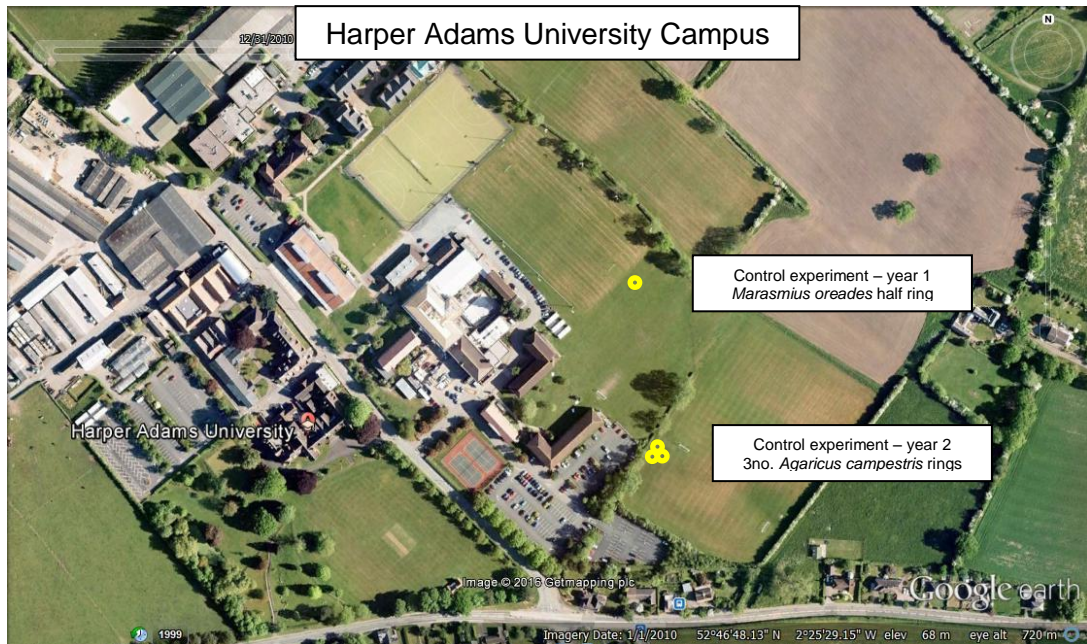 Harper Adams University Campus
12/31/2010
N
Control experiment – year 1
Marasmius oreades half ring
Harper Adams University
Control experiment – year 2
3no. Agaricus campestris rings
Image © 2016 Getmapping plc
Google earth
1999
Imagery Date: 1/1/2010 52°46'48.13" N 2°25'29.15" W elev 68 m eye alt 720 m